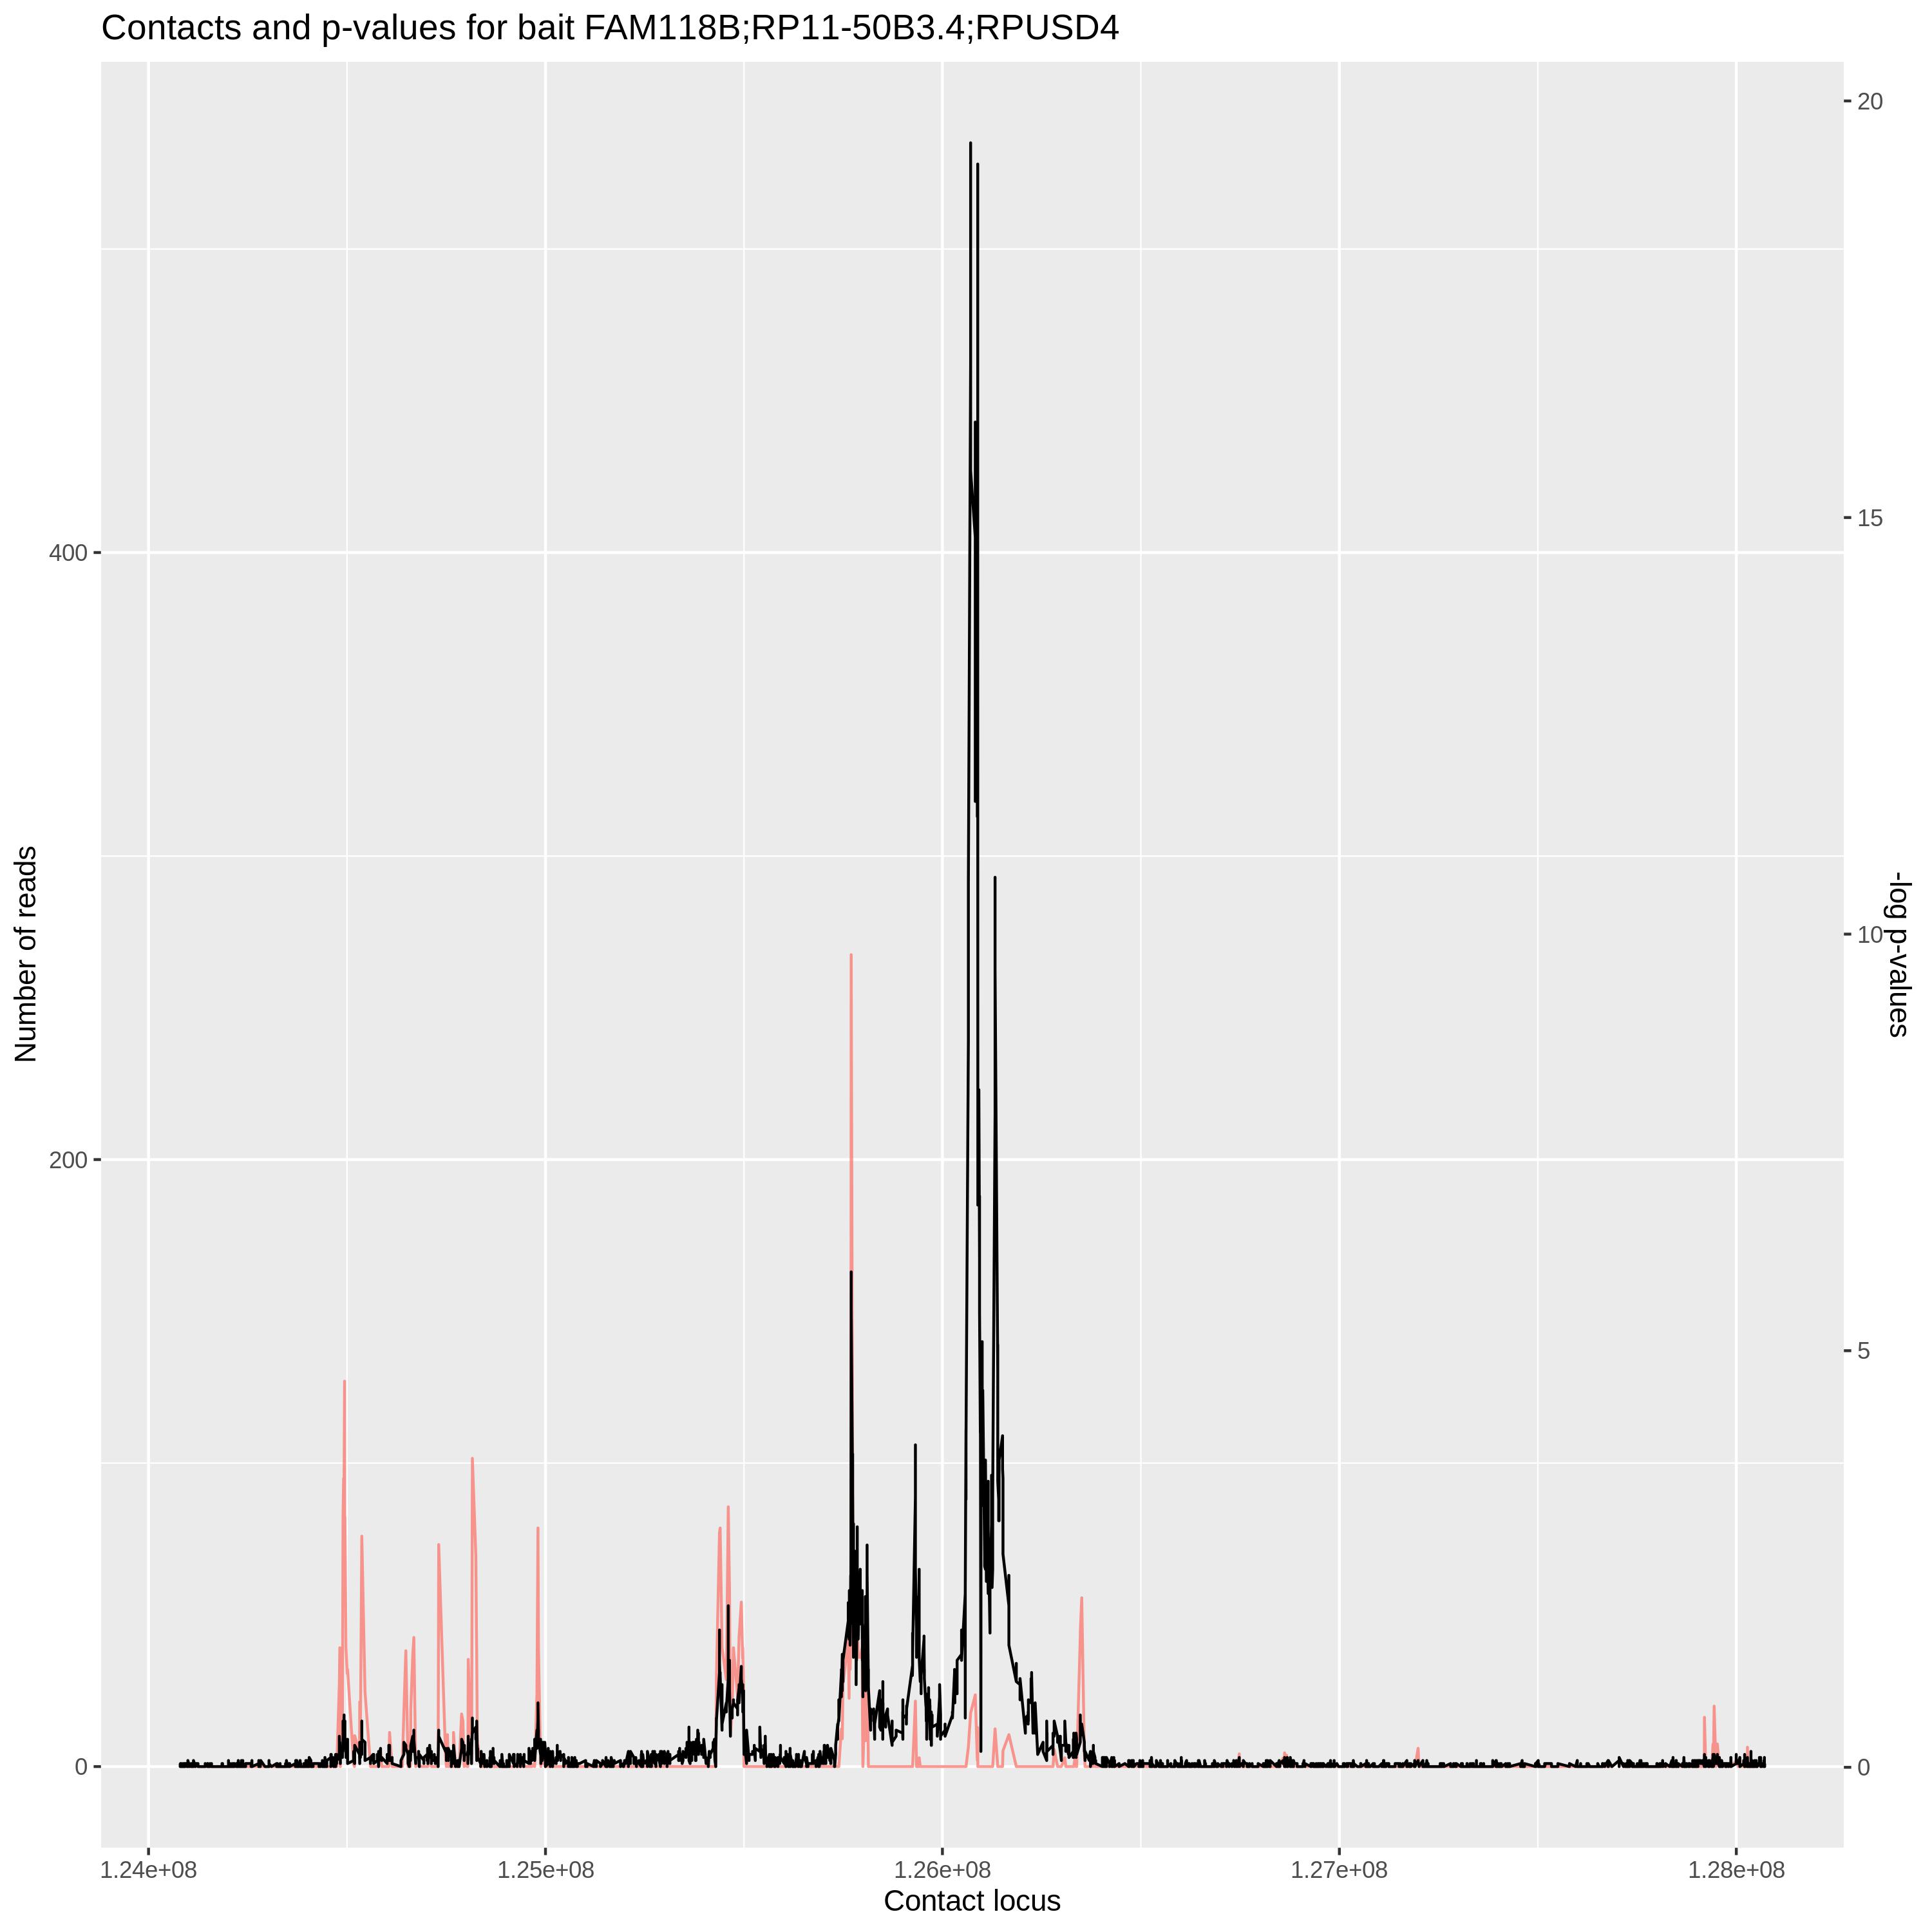 Contacts and p-values for bait FAM118B;RP11-50B3.4;RPUSD4
Number of reads
400
200
0
20
15
10
5
0
-log p-values
1.24e+08
1.25e+08
1.26e+08
1.27e+08
1.28e+08
Contact locus